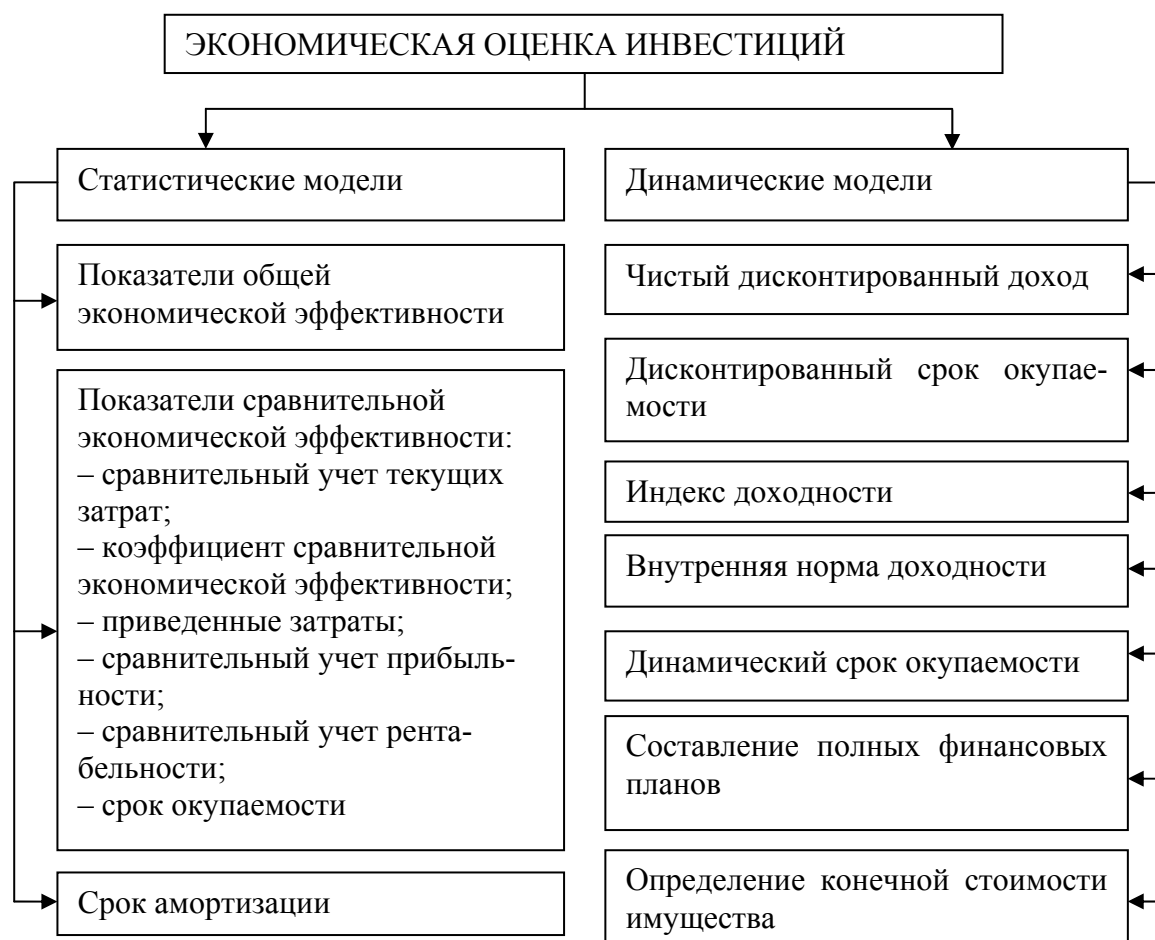 ЭКОНОМИЧЕСКАЯ ОЦЕНКА ИНВЕСТИЦИЙ
Статистические модели
Показатели общей
экономической эффективности
Показатели сравнительной
экономической эффективности:
– сравнительный учет текущих
затрат;
– коэффициент сравнительной
экономической эффективности;
– приведенные затраты;
– сравнительный учет прибыль-
ности;
– сравнительный учет рента-
бельности;
– срок окупаемости
Срок амортизации
Динамические модели
Чистый дисконтированный доход
Дисконтированный срок окупае-
мости
Индекс доходности
Внутренняя норма доходности
Динамический срок окупаемости
Составление полных финансовых
планов
Определение конечной стоимости
имущества